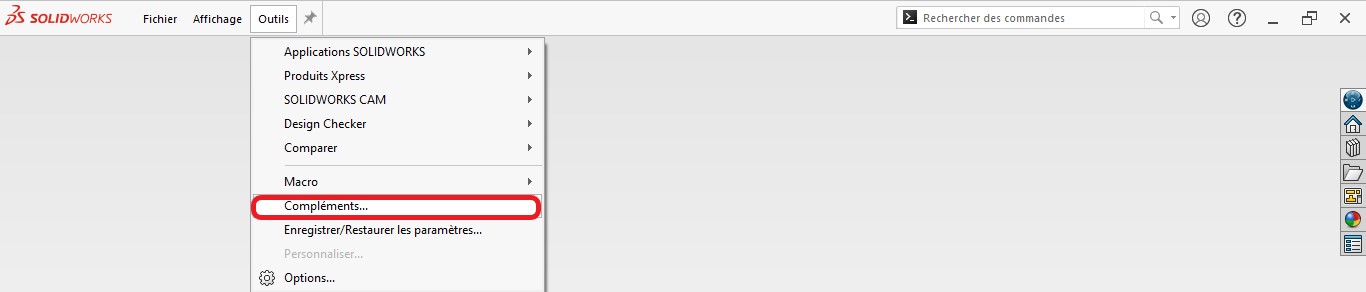 SOLIDWORKS Fichier Affichage Outils Rechercher des commandes
Applications SOLIDWORKS
Produits Xpress
SOLIDWORKS CAM
Design Checker
Comparer
Macro
Compléments...
Enregistrer/Restaurer les paramètres...
Personnaliser...
Options...